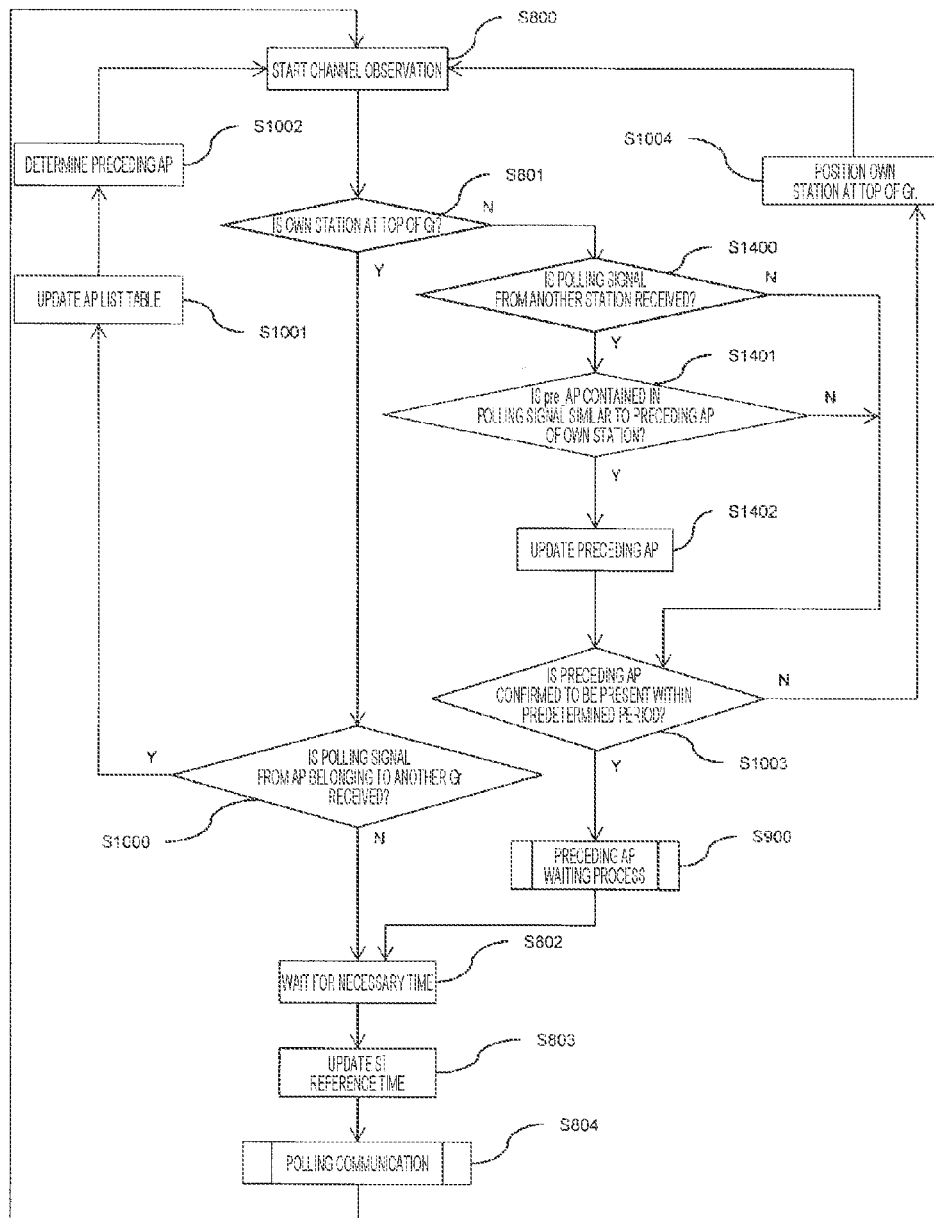 S800
START CHANNEL OBSERVATION
S1002
DETERMINE PRECEDING AP
S1004
POSITION OWN
STATION AT TOP OF Gr.
S801
IS OWN STATION AT TOP OF Gr?
N
Y
S1400
IS POLLING SIGNAL
FROM ANOTHER STATION RECEIVED?
N
Y
UPDATE AP LIST TABLE
S1001
S1401
IS pre_AP CONTAINED IN
POLLING SIGNAL SIMILAR TO PRECEDING AP
OF OWN STATION?
N
Y
S1402
UPDATE PRECEDING AP
IS PRECEDING AP
CONFIRMED TO BE PRESENT WITHIN
PREDETERMINED PERIOD?
N
Y
S1003
IS POLLING SIGNAL
FROM AP BELONGING TO ANOTHER Gr
RECEIVED?
Y
N
S1000
S900
PRECEDING AP
WAITING PROCESS
S802
WAIT FOR NECESSARY TIME
S803
UPDATE SI
REFERENCE TIME
S804
POLLING COMMUNICATION